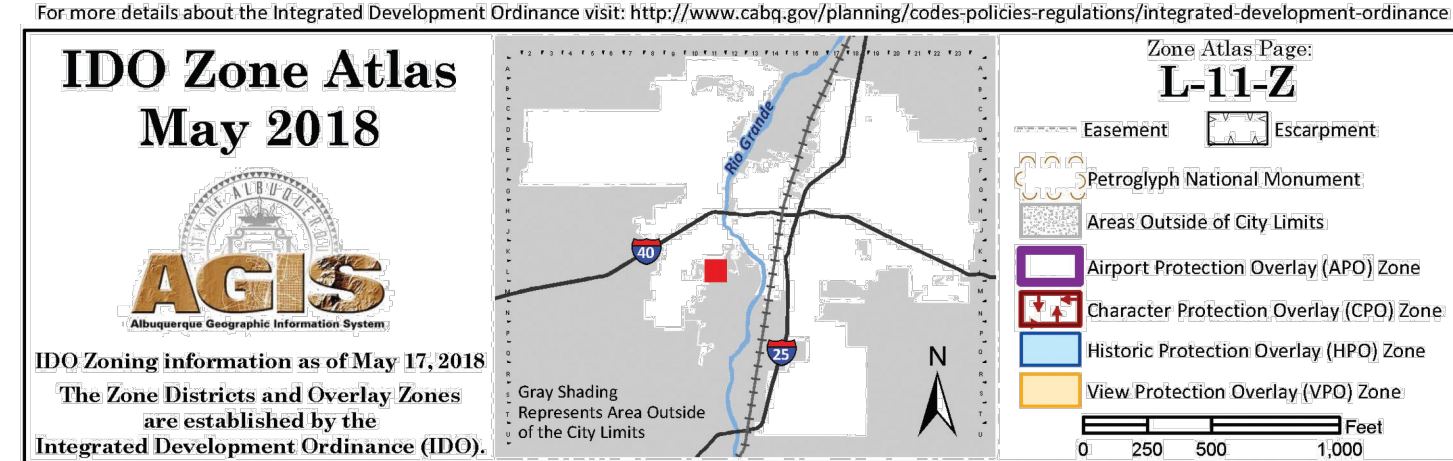 For more details about the Integrated Development Ordinance visit: http://www.cabq.gov/planning/codes-policies-regulations/integrated-development-ordinance
IDO Zone Atlas
May 2018
AGIS
Albuquerque Geographic Information System
IDO Zoning information as of May 17, 2018
The Zone Districts and Overlay Zones
are established by the
Integrated Development Ordinance (IDO).
Rio Grande
40
25
N
Gray Shading
Represents Area Outside
of the City Limits
Zone Atlas Page:
L-11-Z
Easement
Escarpment
Petroglyph National Monument
Areas Outside of City Limits
Airport Protection Overlay (APO) Zone
Character Protection Overlay (CPO) Zone
Historic Protection Overlay (HPO) Zone
View Protection Overlay (VPO) Zone
Feet
0 250 500 1,000